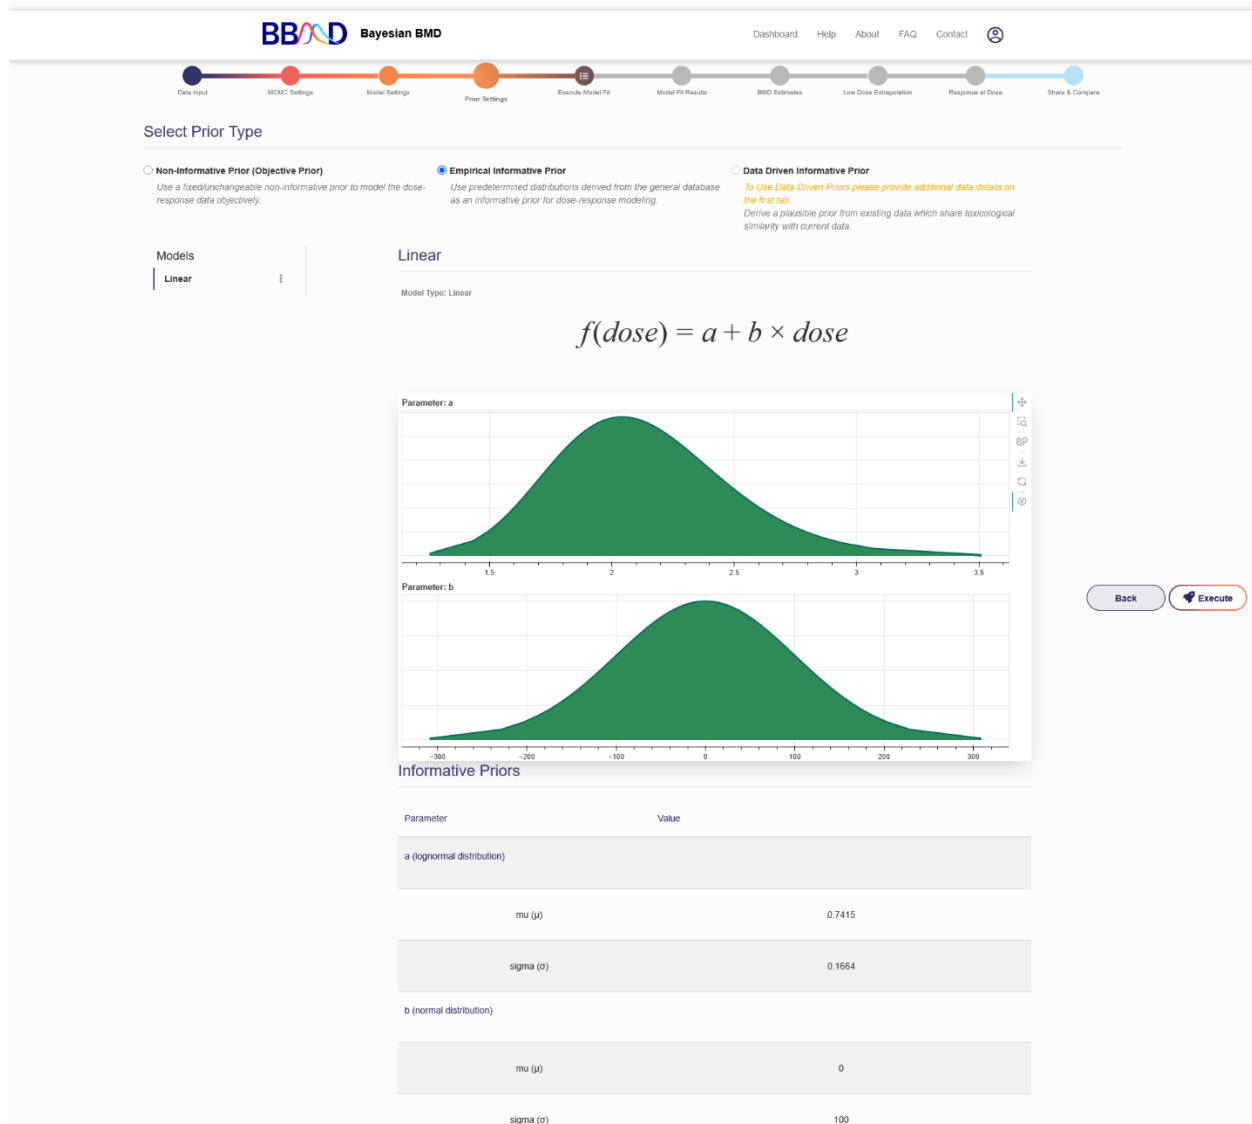 BBMD Bayesian BMD
Dashboard Help About FAQ Contact
Data Input MCMC Settings Model Settings Prior Settings Execute Model Fit Model Fit Results BMD Estimates Low Dose Extrapolation Response at Dose Share & Compare
Select Prior Type
Non-Informative Prior (Objective Prior)
Use a fixed/unchangeable non-informative prior to model the dose-
response data objectively.
Empirical Informative Prior
Use predetermined distributions derived from the general database
as an informative prior for dose-response modeling.
Data Driven Informative Prior
To Use Data-Driven Priors please provide additional data details on
the first tab.
Derive a plausible prior from existing data which share toxicological
similarity with current data.
Models
Linear
Linear
Model Type: Linear
f(dose) = a + b × dose
Parameter: a
1.5 2 2.5 3 3.5
Parameter: b
−300 −200 −100 0 100 200 300
Back Execute
Informative Priors
Parameter Value
a (lognormal distribution)
mu (μ) 0.7415
sigma (σ) 0.1664
b (normal distribution)
mu (μ) 0
sigma (σ) 100